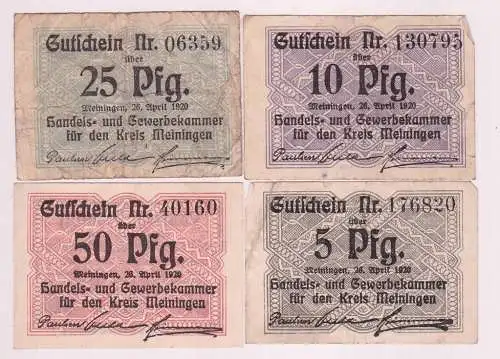 Gutschein Nr. 06359
über
25 Pfg.
Meiningen, 26. April 1920
Handels- und Gewerbekammer
für den Kreis Meiningen
Gutschein Nr. 130795
über
10 Pfg.
Meiningen, 26. April 1920
Handels- und Gewerbekammer
für den Kreis Meiningen
Gutschein Nr. 40160
über
50 Pfg.
Meiningen, 26. April 1920
Handels- und Gewerbekammer
für den Kreis Meiningen
Gutschein Nr. 176820
über
5 Pfg.
Meiningen, 26. April 1920
Handels- und Gewerbekammer
für den Kreis Meiningen